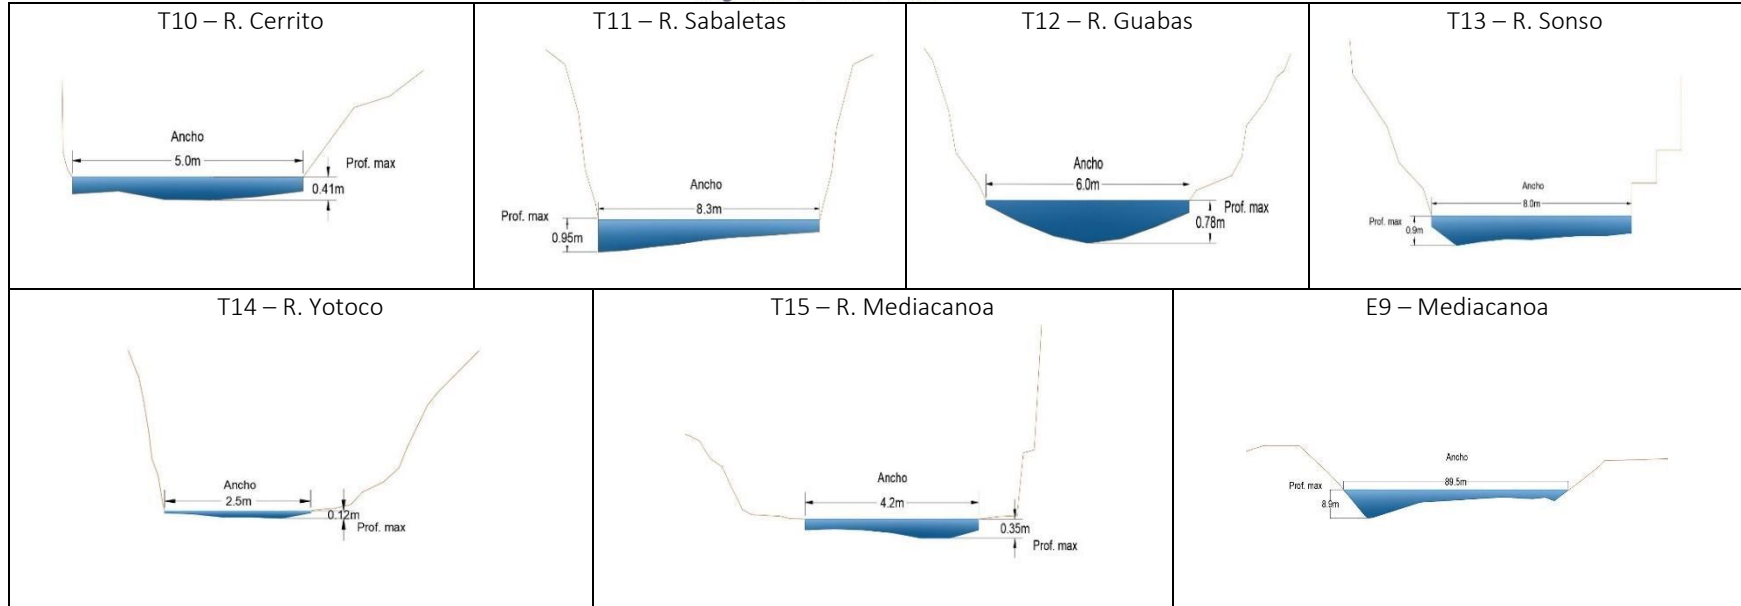 T10 – R. Cerrito
Ancho
5.0m
Prof. max
0.41m
T11 – R. Sabaletas
Ancho
8.3m
Prof. max
0.95m
T12 – R. Guabas
Ancho
6.0m
Prof. max
0.78m
T13 – R. Sonso
Ancho
8.0m
Prof. max
0.9m
T14 – R. Yotoco
Ancho
2.5m
0.12m
Prof. max
T15 – R. Mediacanoa
Ancho
4.2m
0.35m
Prof. max
E9 – Mediacanoa
Ancho
89.5m
Prof. max
8.9m